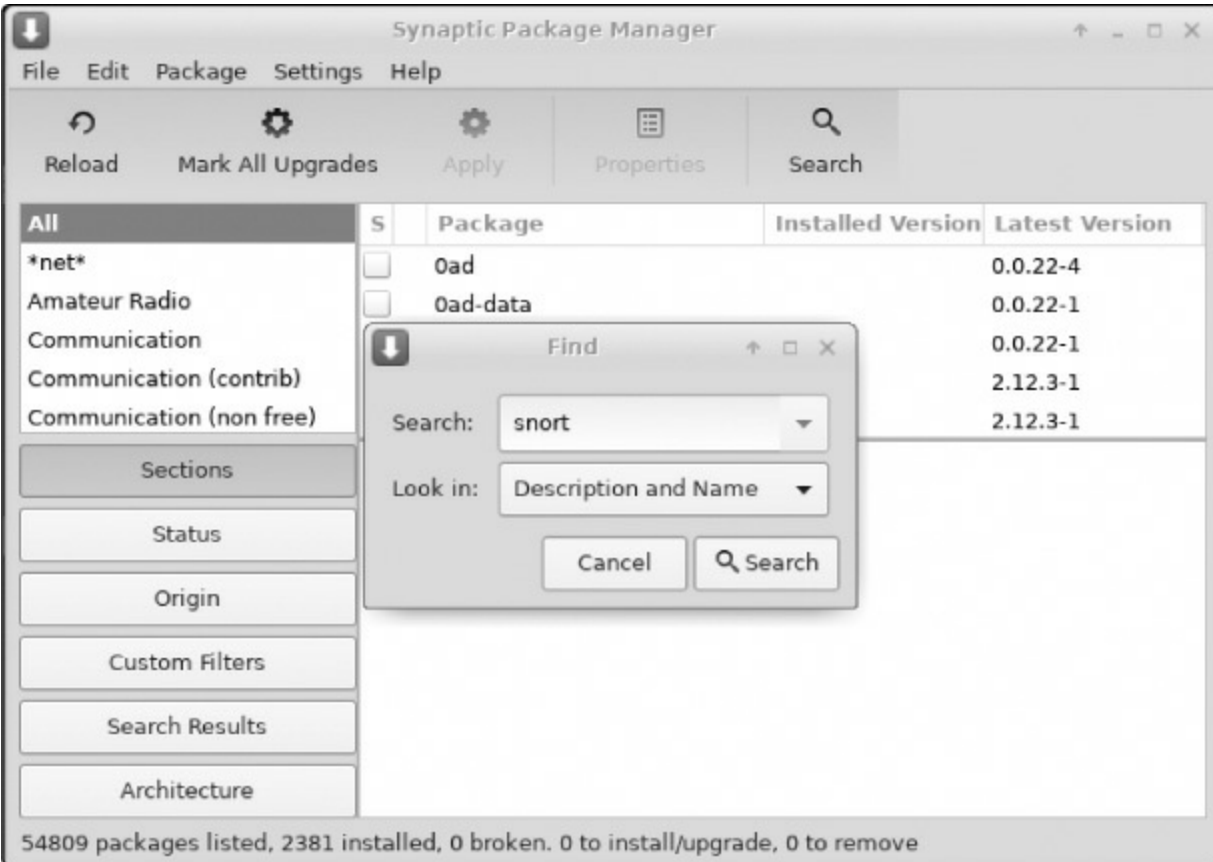 Synaptic Package Manager
File Edit Package Settings Help
Reload Mark All Upgrades Apply Properties Search
All
*net*
Amateur Radio
Communication
Communication (contrib)
Communication (non free)
S Package Installed Version Latest Version
0ad 0.0.22-4
0ad-data 0.0.22-1
0.0.22-1
2.12.3-1
2.12.3-1
Find
Search: snort
Look in: Description and Name
Cancel Search
Sections
Status
Origin
Custom Filters
Search Results
Architecture
54809 packages listed, 2381 installed, 0 broken. 0 to install/upgrade, 0 to remove